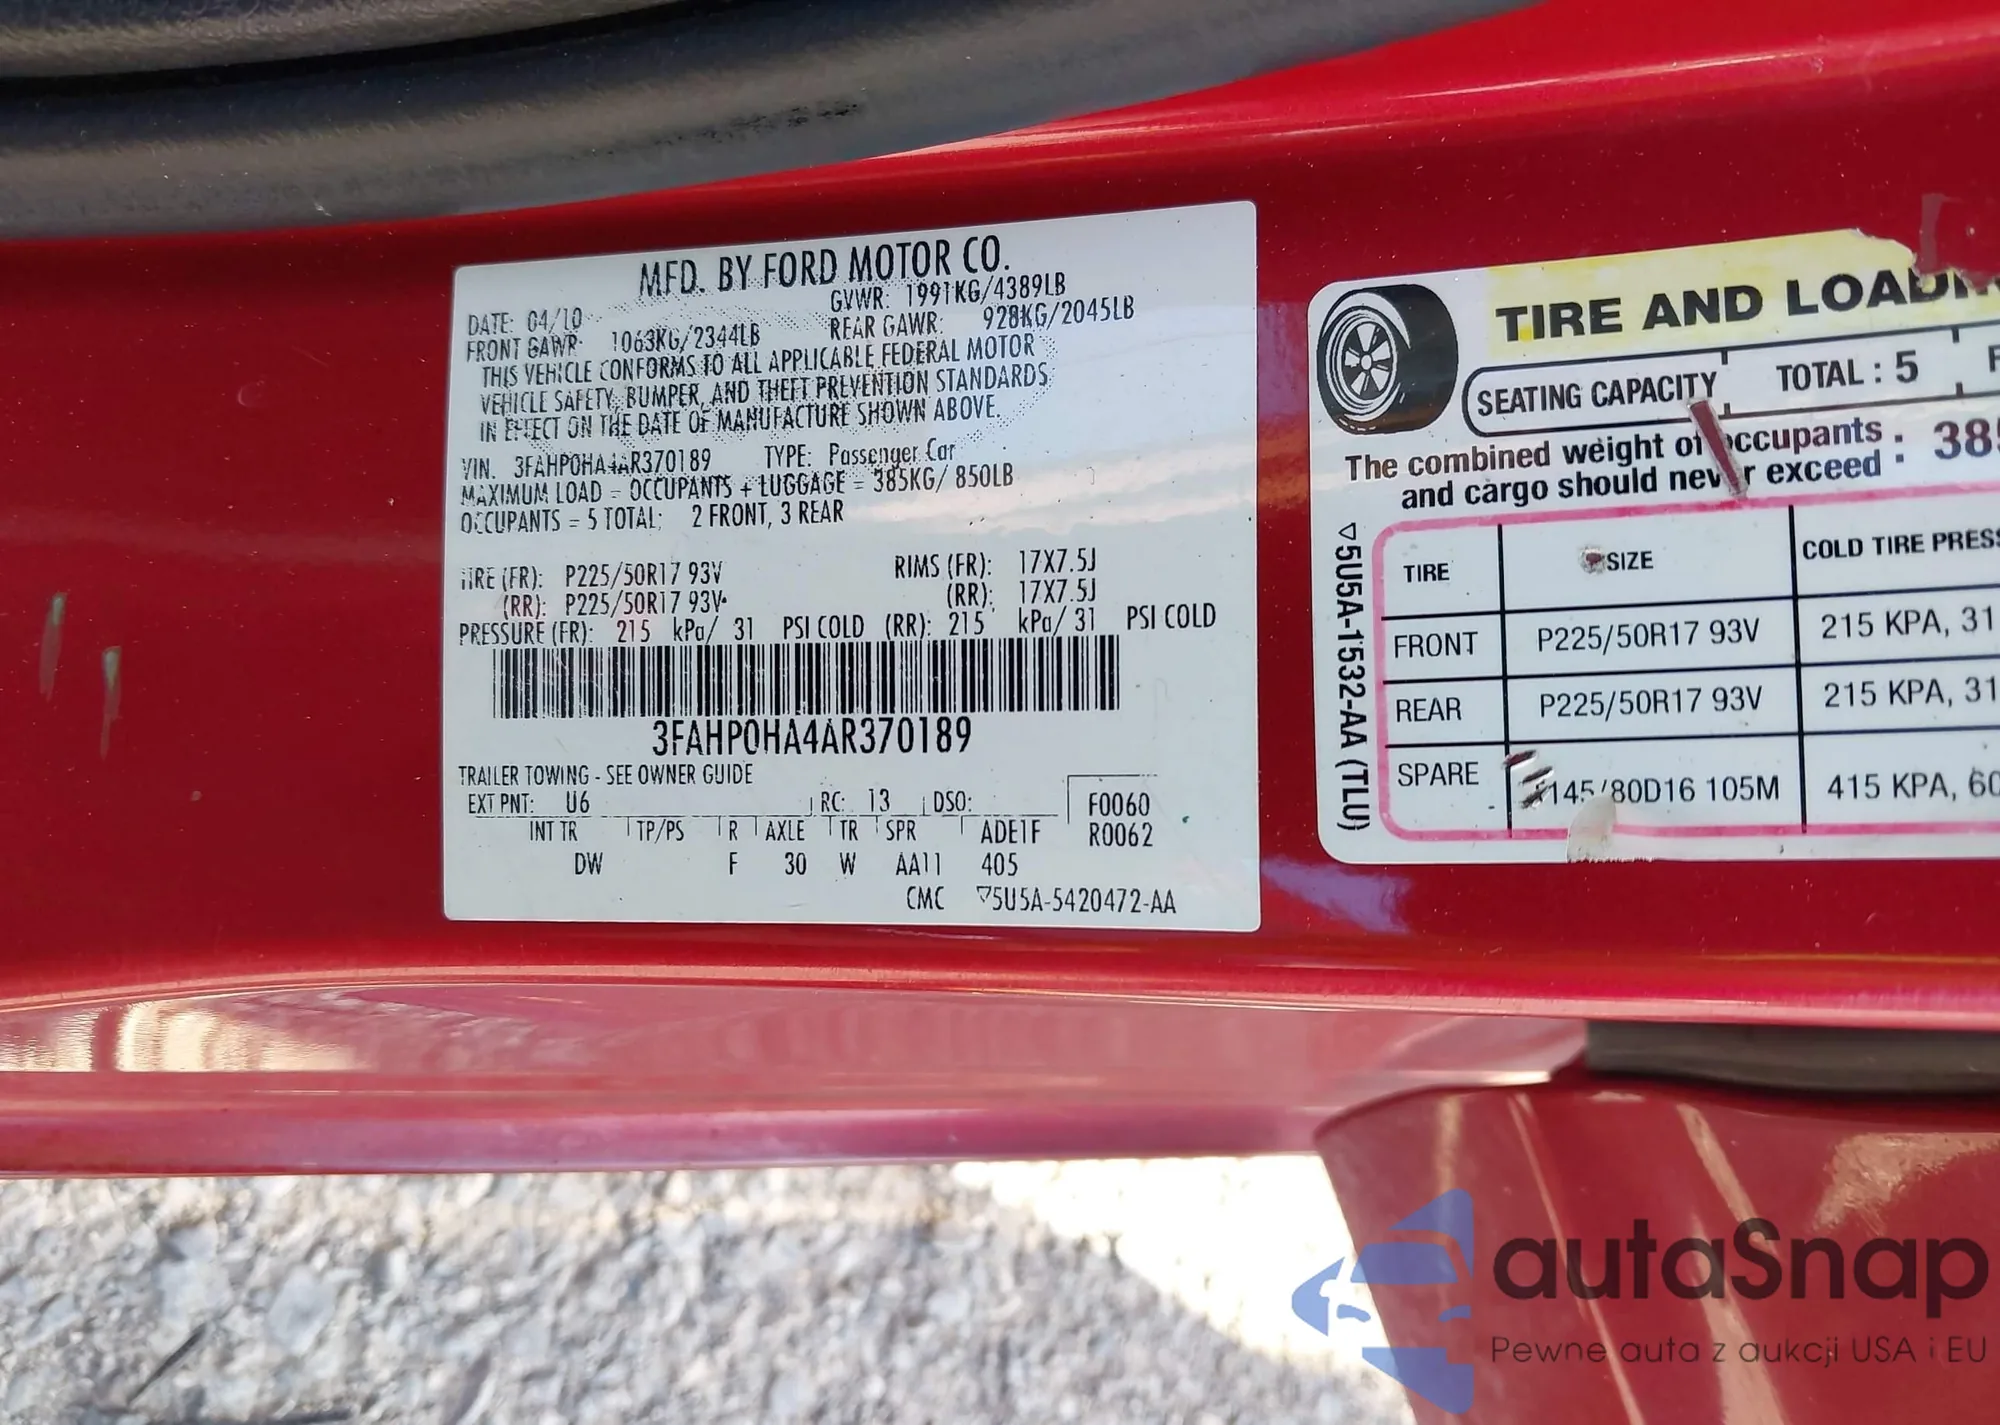 MFD. BY FORD MOTOR CO.
DATE: 04/10 GVWR: 1991KG/4389LB
FRONT GAWR: 1063KG/2344LB REAR GAWR: 928KG/2045LB
THIS VEHICLE CONFORMS TO ALL APPLICABLE FEDERAL MOTOR
VEHICLE SAFETY, BUMPER, AND THEFT PREVENTION STANDARDS
IN EFFECT ON THE DATE OF MANUFACTURE SHOWN ABOVE.
VIN. 3FAHP0HA4AR370189 TYPE: Passenger Car
MAXIMUM LOAD = OCCUPANTS + LUGGAGE = 385KG/ 850LB
OCCUPANTS = 5 TOTAL: 2 FRONT, 3 REAR
TIRE (FR): P225/50R17 93V RIMS (FR): 17X7.5J
(RR): P225/50R17 93V (RR): 17X7.5J
PRESSURE (FR): 215 kPa/ 31 PSI COLD (RR): 215 kPa/ 31 PSI COLD
3FAHP0HA4AR370189
TRAILER TOWING - SEE OWNER GUIDE
EXT PNT: U6 RC: 13 DSO: F0060
INT TR TP/PS R AXLE TR SPR ADE1F R0062
DW F 30 W AA11 405
CMC ▽5U5A-5420472-AA
TIRE AND
SEATING CAPACITY TOTAL : 5
The combined weight of occupants :
and cargo should never exceed :
▽5U5A-1532-AA (TLU)
TIRE SIZE COLD TIRE
FRONT P225/50R17 93V 215 KPA, 31
REAR P225/50R17 93V 215 KPA, 31
SPARE 145/80D16 105M 415 KPA, 60
autaSnap
Pewne auta z aukcji USA i EU